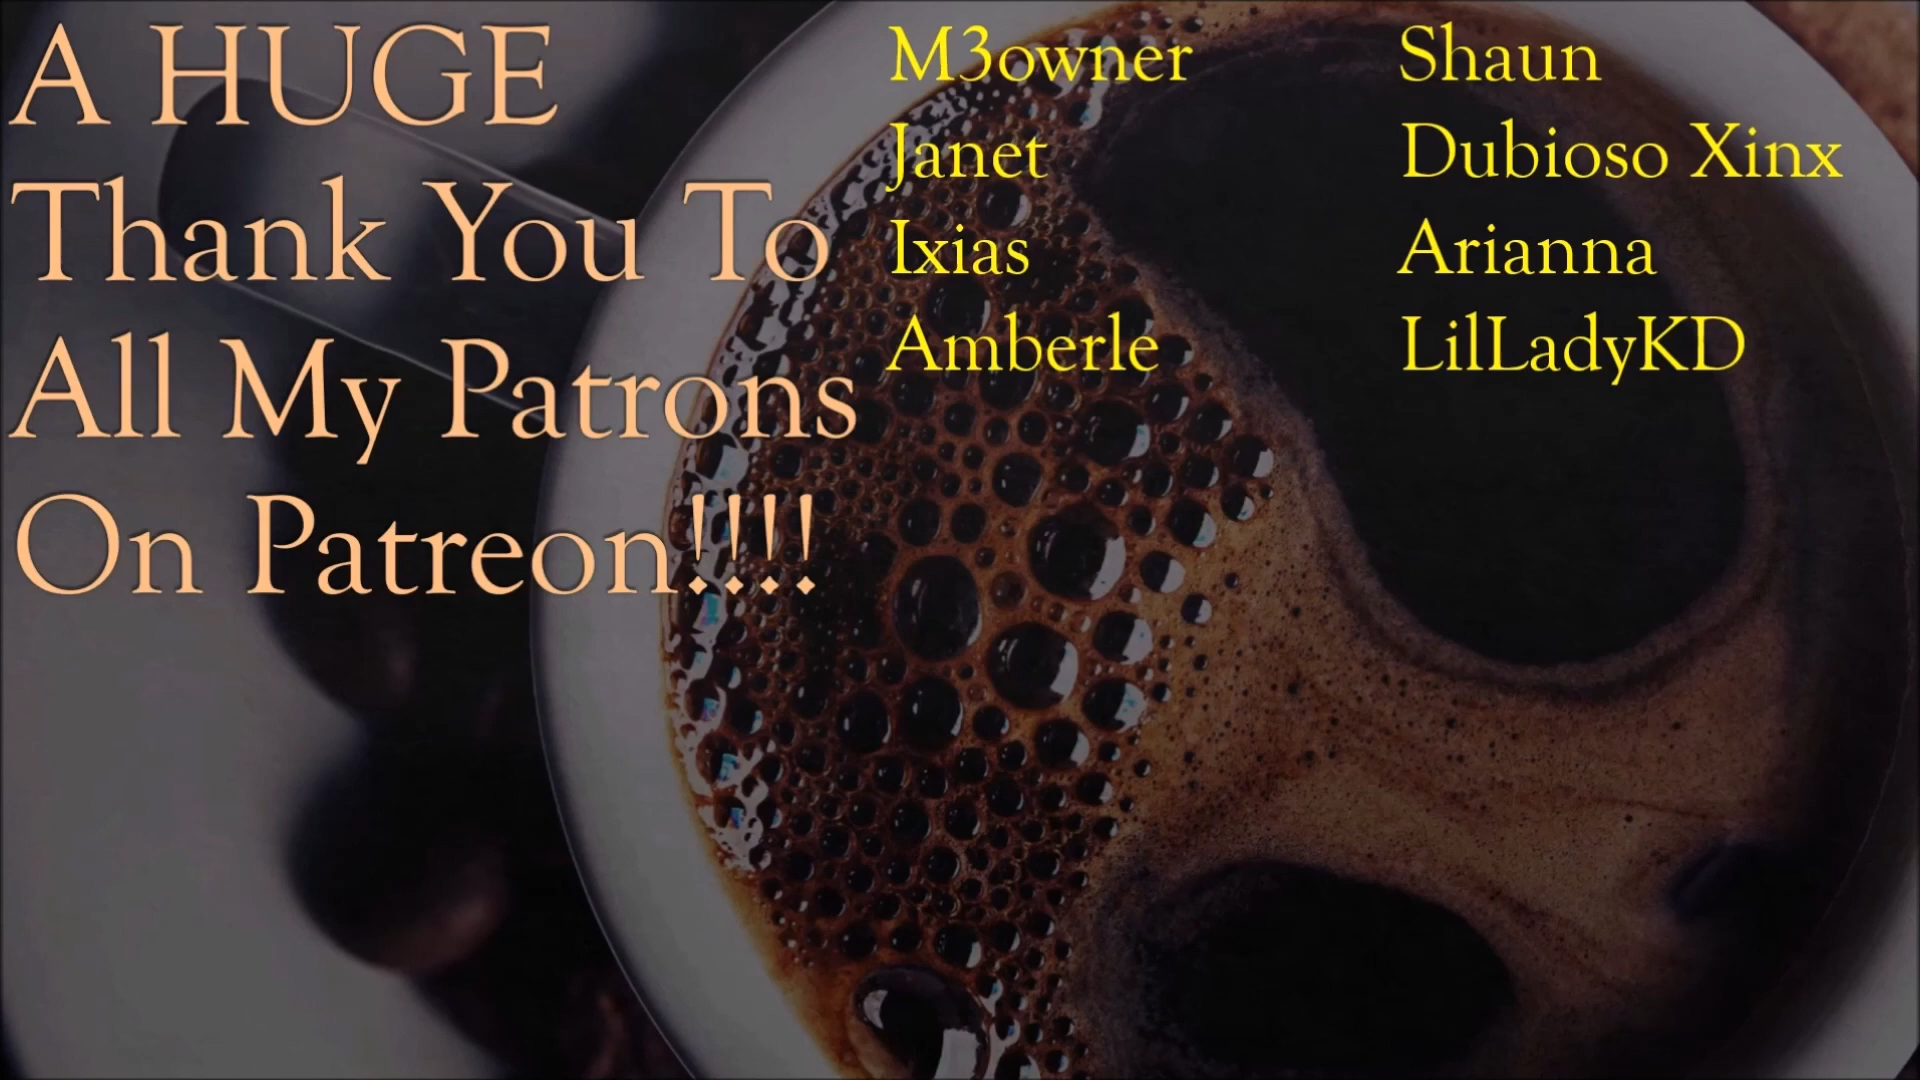 A HUGE
Thank You To
All My Patrons
On Patreon!!!!
M3owner
Janet
Ixias
Amberle
Shaun
Dubioso Xinx
Arianna
LilLadyKD